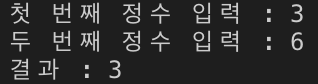 첫 번째 정수 입력 : 3
두 번째 정수 입력 : 6
결과 : 3